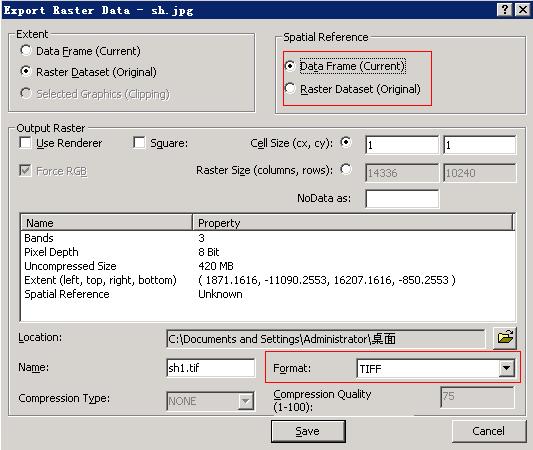 Export Raster Data - sh.jpg
Extent
Data Frame (Current)
Raster Dataset (Original)
Selected Graphics (Clipping)
Spatial Reference
Data Frame (Current)
Raster Dataset (Original)
Output Raster
Use Renderer
Square:
Cell Size (cx, cy):
1
1
Force RGB
Raster Size (columns, rows):
14336
10240
NoData as:
Name Property
Bands 3
Pixel Depth 8 Bit
Uncompressed Size 420 MB
Extent (left, top, right, bottom) ( 1871.1616, -11090.2553, 16207.1616, -850.2553 )
Spatial Reference Unknown
Location: C:\Documents and Settings\Administrator\桌面
Name: sh1.tif
Format: TIFF
Compression Type: NONE
Compression Quality
(1-100):
75
Save
Cancel